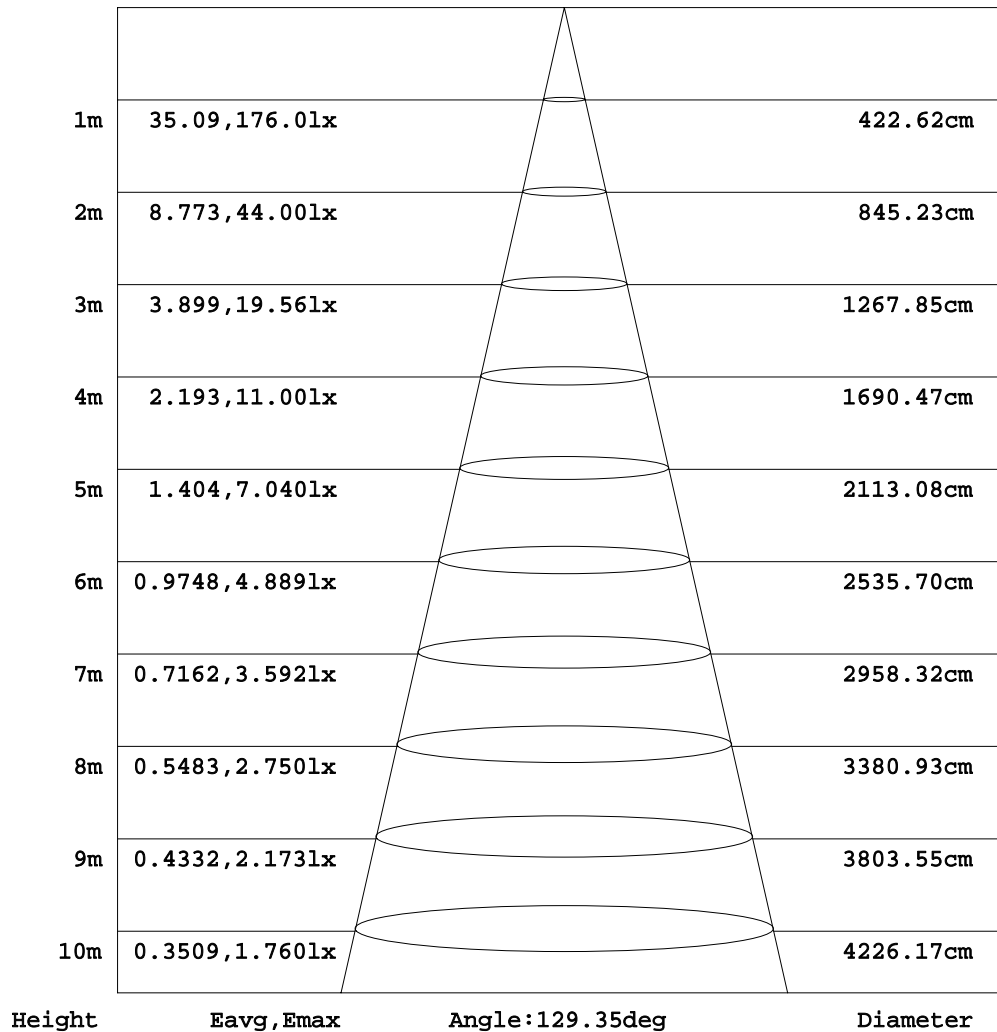 1m 35.09,176.0lx 422.62cm
2m 8.773,44.00lx 845.23cm
3m 3.899,19.56lx 1267.85cm
4m 2.193,11.00lx 1690.47cm
5m 1.404,7.040lx 2113.08cm
6m 0.9748,4.889lx 2535.70cm
7m 0.7162,3.592lx 2958.32cm
8m 0.5483,2.750lx 3380.93cm
9m 0.4332,2.173lx 3803.55cm
10m 0.3509,1.760lx 4226.17cm
Height Eavg,Emax Angle:129.35deg Diameter